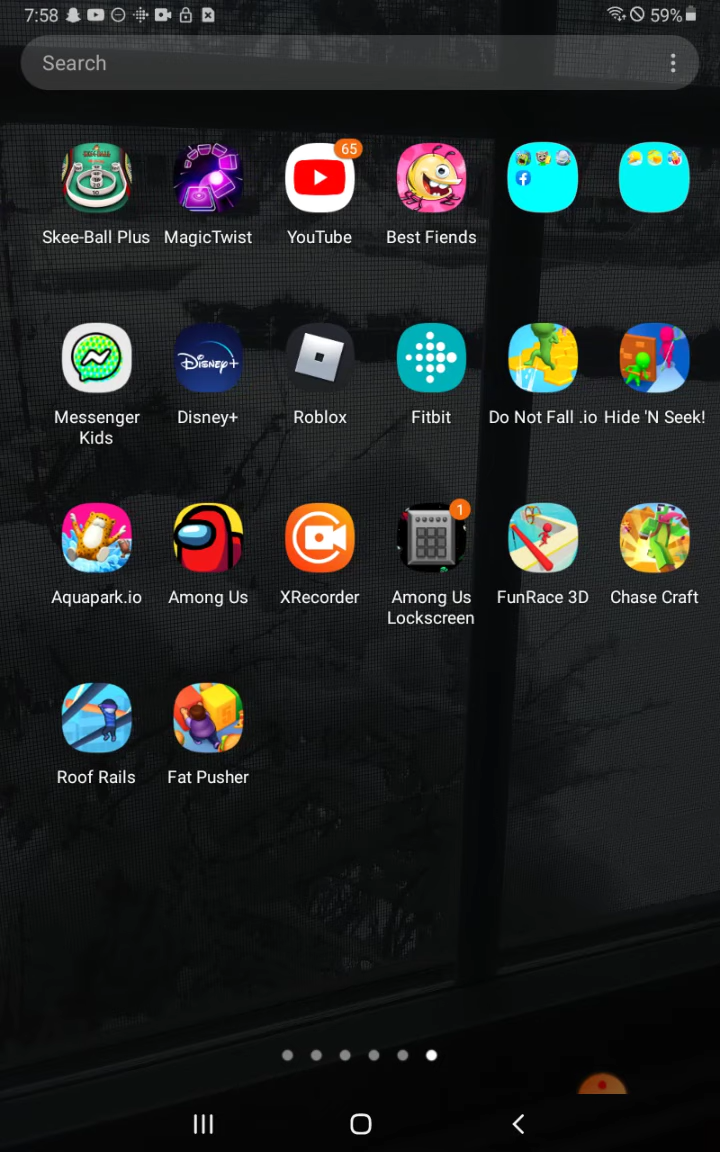 7:58
59%
Search
65
Skee-Ball Plus MagicTwist YouTube Best Fiends
Messenger Kids
Disney+
Disney+ Roblox Fitbit Do Not Fall .io Hide 'N Seek!
1
Aquapark.io Among Us XRecorder Among Us Lockscreen FunRace 3D Chase Craft
Roof Rails Fat Pusher